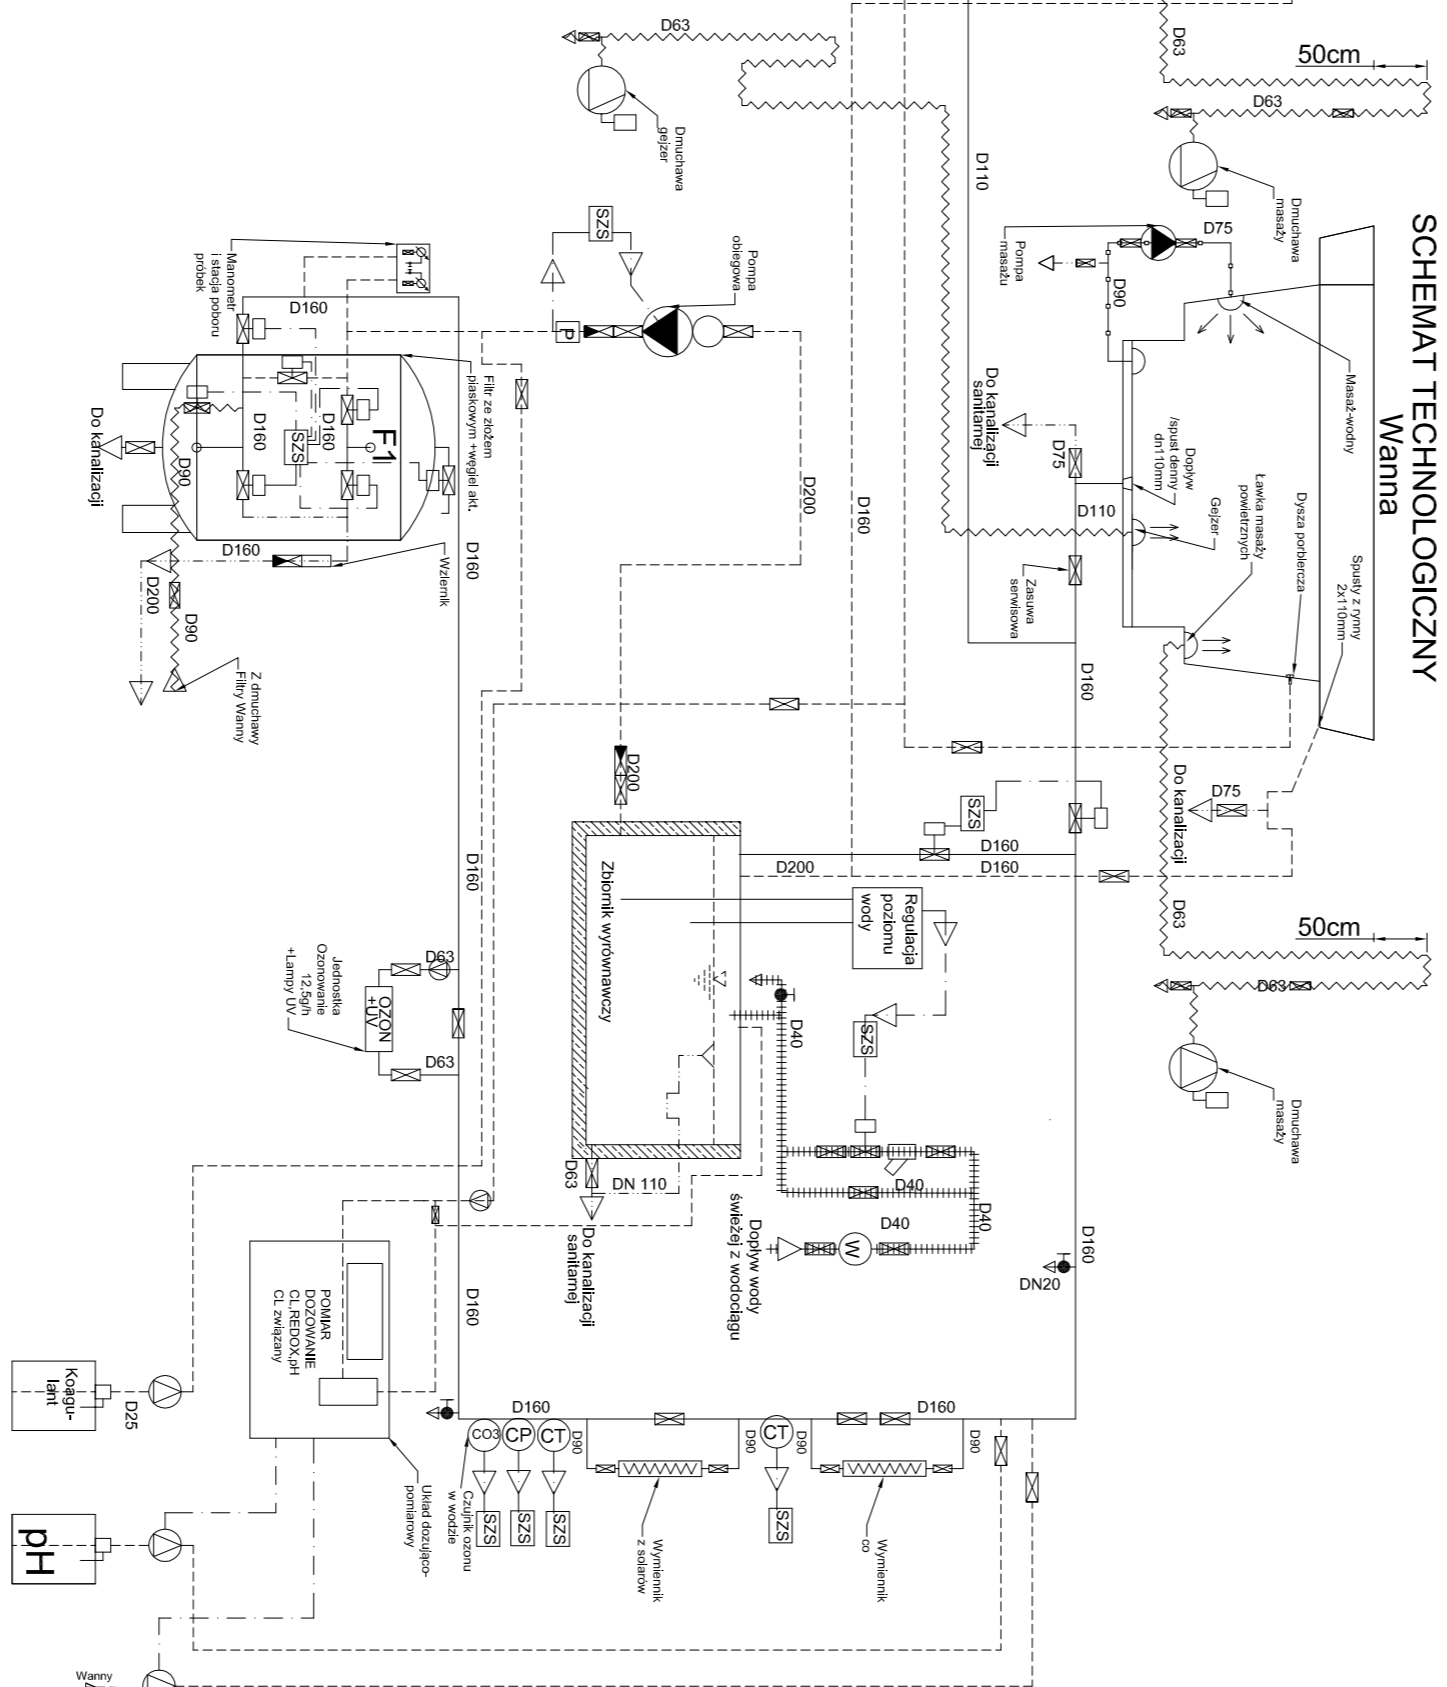 SCHEMAT TECHNOLOGICZNY
Wanna
50cm
D63
D63
Dmuchawa
masaży
D75
Pompa
masażu
D90
Masaż-wodny
Dopływ
/spust denny
dn110mm
Gejzer
Ławka masaży
powietrznych
Dysza porbiercza
Spusty z rynny
2x110mm
D63
Dmuchawa
gejzer
D110
Do kanalizacji
sanitarnej
D75
D110
Zasuwa
serwisowa
D160
D75
Do kanalizacji
D63
50cm
D63
Dmuchawa
masaży
SZS
Pompa
obiegowa
P
D200
D160
Manometr
i stacja poboru
próbek
D160
Filtr ze złożem
piaskowym +węgiel akt.
F1
D160
D160
SZS
D90
Do kanalizacji
D160
Wziernik
D160
D200
D90
Z dmuchawy
Filtry Wanny
D200
SZS
D160
D200
D160
Zbiornik wyrównawczy
Regulacja
poziomu
wody
D40
SZS
D40
D40
D40
W
Dopływ wody
świeżej z wodociągu
D63
DN 110
Do kanalizacji
sanitarnej
D160
DN20
D160
D63
OZON
+UV
D63
Jednostka
Ozonowanie
12,5g/h
+Lampy UV
D160
POMIAR
DOZOWANIE
CL,REDOX,pH
CL związany
Układ dozująco-
pomiarowy
Koagu-
lant
D25
pH
D160
D160
CO3
CP
CT
D90
D90
CT
D90
D90
SZS
SZS
SZS
SZS
Czujnik ozonu
w wodzie
Wymiennik
z solarów
Wymiennik
co
Wanny